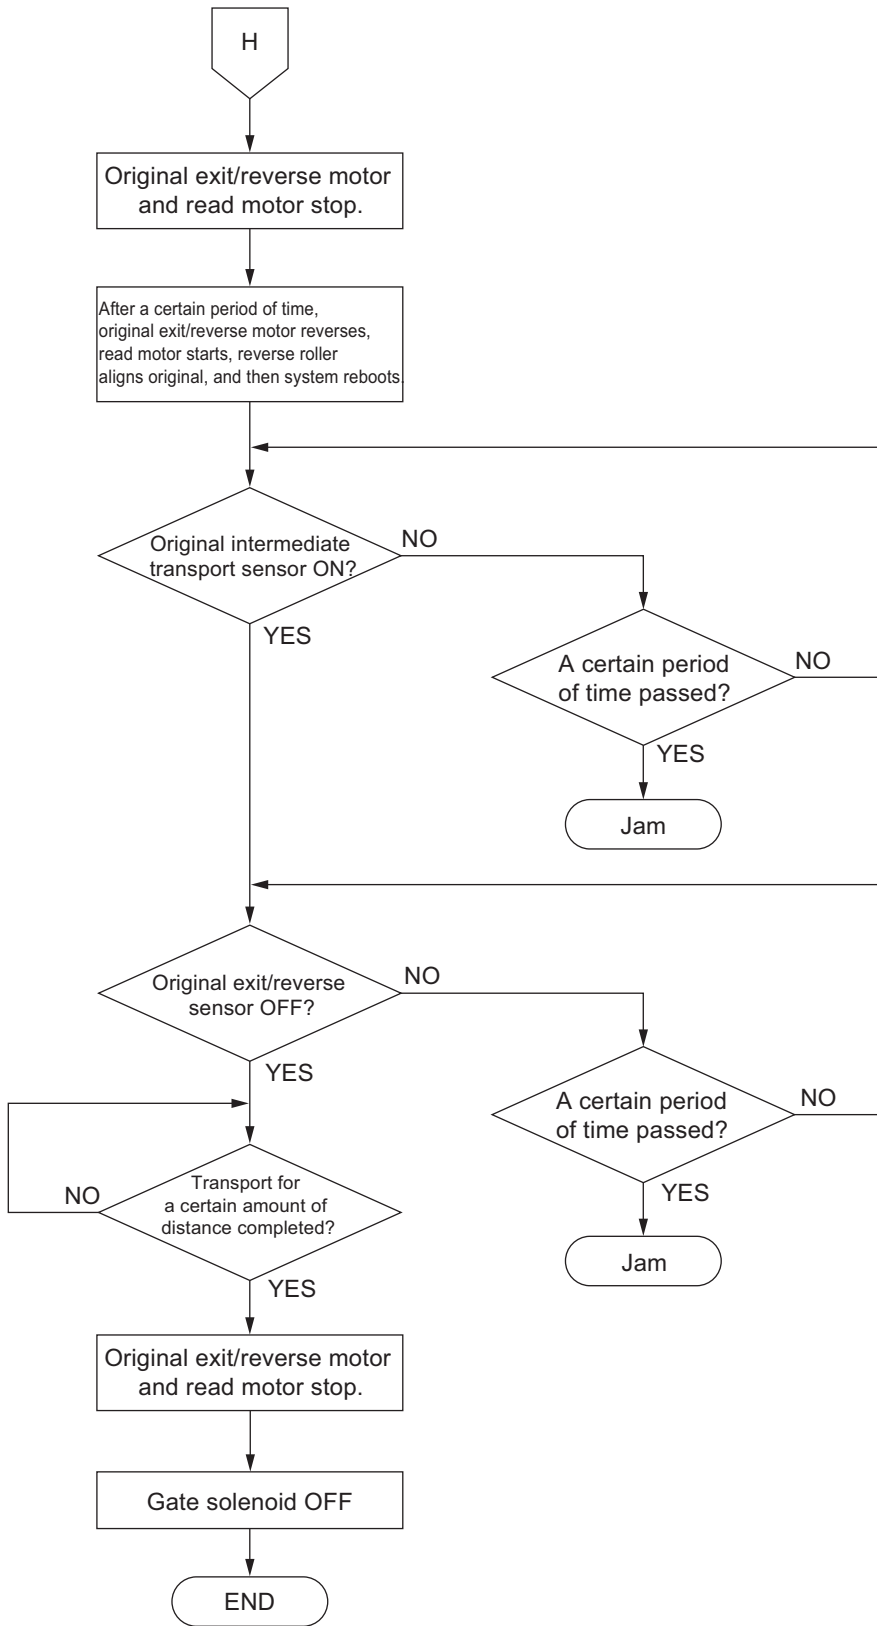 H
Original exit/reverse motor
and read motor stop.
After a certain period of time,
original exit/reverse motor reverses,
read motor starts, reverse roller
aligns original, and then system reboots.
Original intermediate
transport sensor ON?
NO
YES
A certain period
of time passed?
NO
YES
Jam
Original exit/reverse
sensor OFF?
NO
YES
A certain period
of time passed?
NO
YES
Jam
Transport for
a certain amount of
distance completed?
NO
YES
Original exit/reverse motor
and read motor stop.
Gate solenoid OFF
END